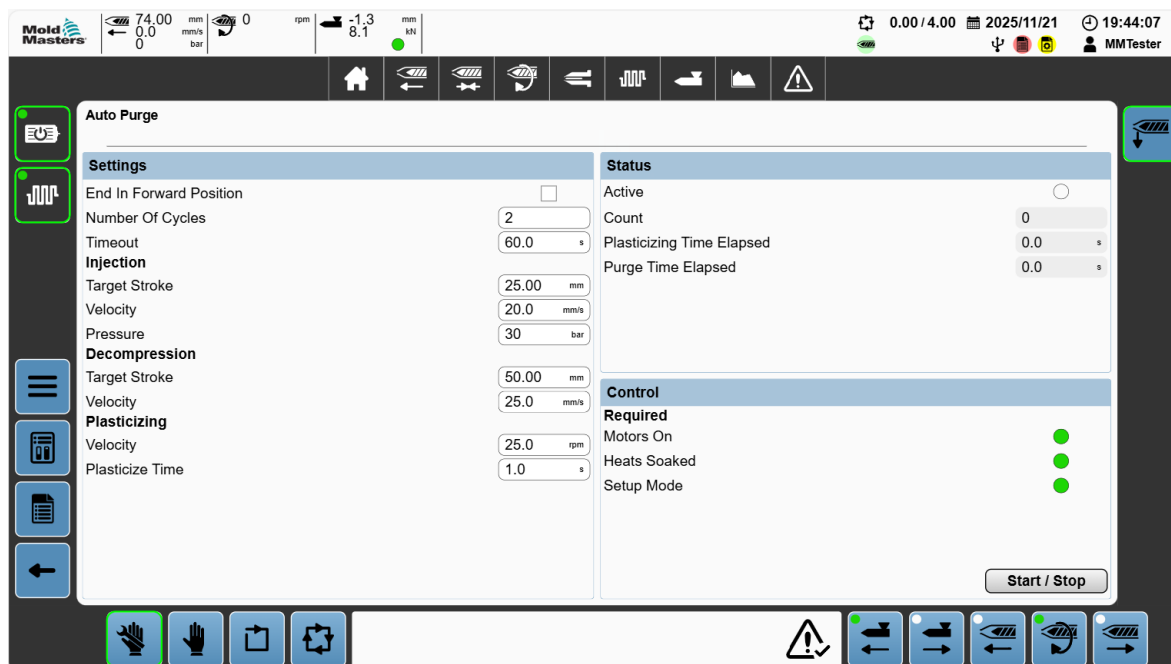 Mold
Masters
74.00 mm
0.0 mm/s
0 bar
0 rpm
-1.3 mm
8.1 kN
0.00 / 4.00
2025/11/21
19:44:07
MMTester
Auto Purge
Settings
End In Forward Position
Number Of Cycles 2
Timeout 60.0 s
Injection
Target Stroke 25.00 mm
Velocity 20.0 mm/s
Pressure 30 bar
Decompression
Target Stroke 50.00 mm
Velocity 25.0 mm/s
Plasticizing
Velocity 25.0 rpm
Plasticize Time 1.0 s
Status
Active
Count 0
Plasticizing Time Elapsed 0.0 s
Purge Time Elapsed 0.0 s
Control
Required
Motors On
Heats Soaked
Setup Mode
Start / Stop